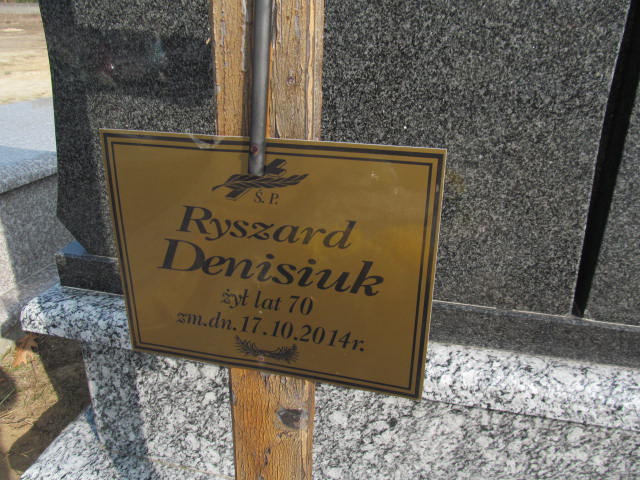 Ś. P.
Ryszard
Denisiuk
żył lat 70
zm.dn.17.10.2014r.